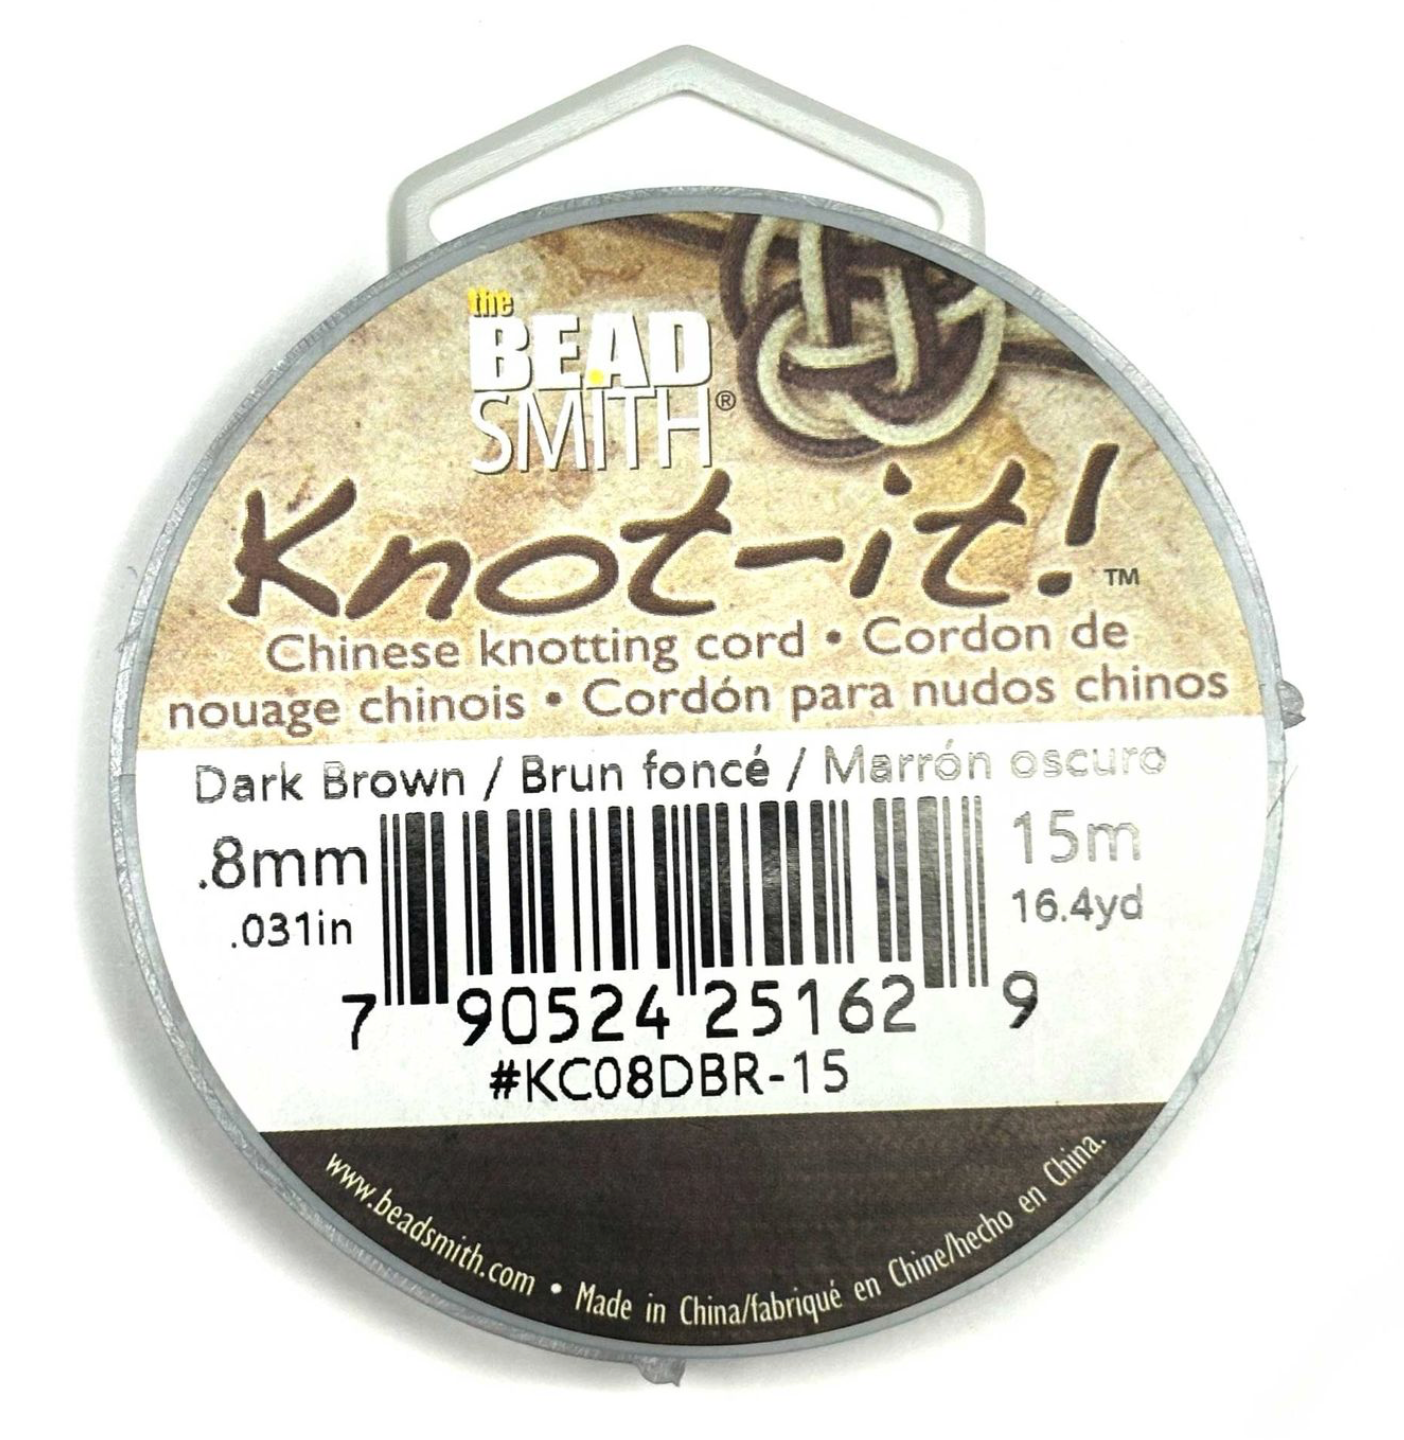 the
BEAD
SMITH®
Knot-it!™
Chinese knotting cord • Cordon de
nouage chinois • Cordón para nudos chinos
Dark Brown / Brun foncé / Marrón oscuro
.8mm
.031in
15m
16.4yd
7 90524 25162 9
#KC08DBR-15
www.beadsmith.com • Made in China/fabriqué en Chine/hecho en China.